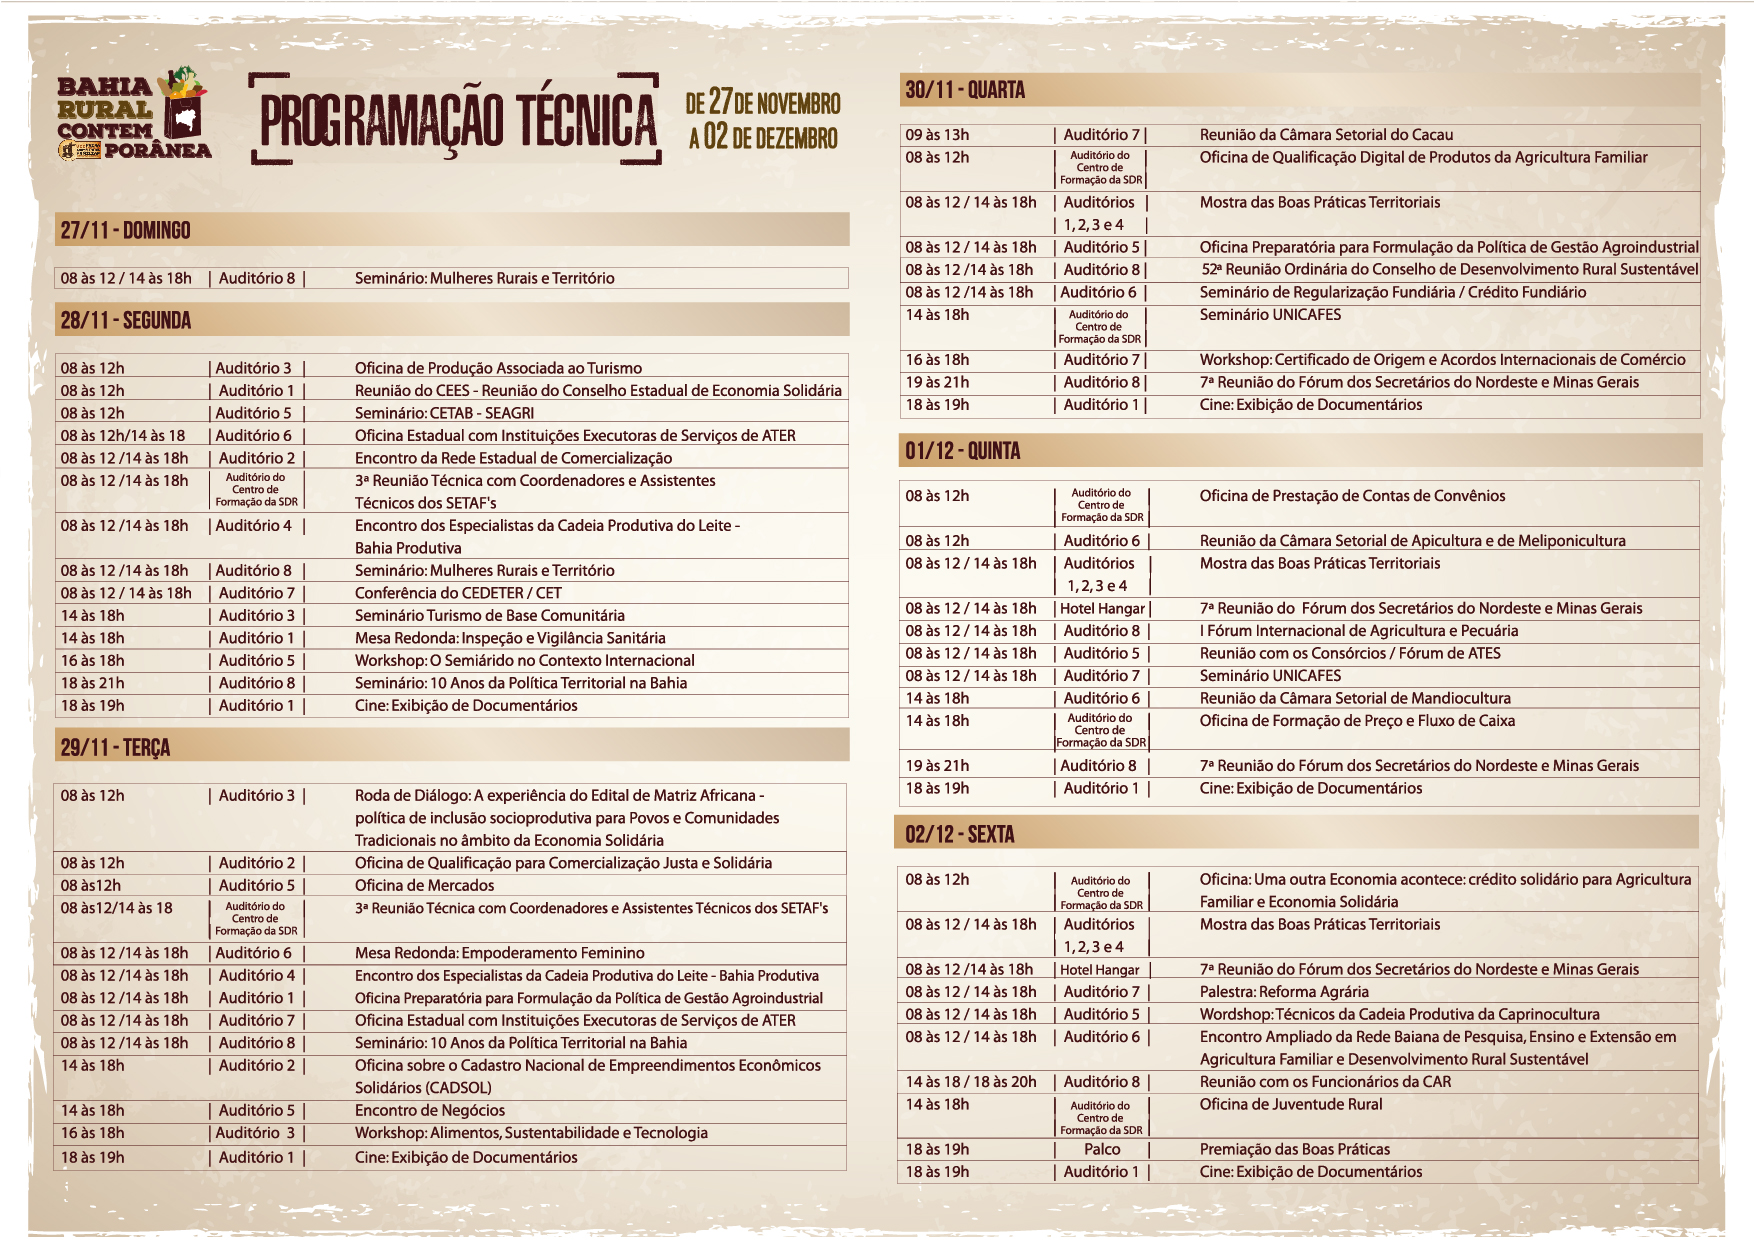 BAHIA
RURAL
CONTEM
PORÂNEA
PROGRAMAÇÃO TÉCNICA
DE 27 DE NOVEMBRO
A 02 DE DEZEMBRO
27/11 - DOMINGO
08 às 12 / 14 às 18h | Auditório 8 | Seminário: Mulheres Rurais e Território
28/11 - SEGUNDA
08 às 12h | Auditório 3 | Oficina de Produção Associada ao Turismo
08 às 12h | Auditório 1 | Reunião do CEES - Reunião do Conselho Estadual de Economia Solidária
08 às 12h | Auditório 5 | Seminário: CETAB - SEAGRI
08 às 12h/14 às 18 | Auditório 6 | Oficina Estadual com Instituições Executoras de Serviços de ATER
08 às 12 /14 às 18h | Auditório 2 | Encontro da Rede Estadual de Comercialização
08 às 12 /14 às 18h | Auditório do Centro de Formação da SDR | 3ª Reunião Técnica com Coordenadores e Assistentes
Técnicos dos SETAF's
08 às 12 /14 às 18h | Auditório 4 | Encontro dos Especialistas da Cadeia Produtiva do Leite -
Bahia Produtiva
08 às 12 /14 às 18h | Auditório 8 | Seminário: Mulheres Rurais e Território
08 às 12 / 14 às 18h | Auditório 7 | Conferência do CEDETER / CET
14 às 18h | Auditório 3 | Seminário Turismo de Base Comunitária
14 às 18h | Auditório 1 | Mesa Redonda: Inspeção e Vigilância Sanitária
16 às 18h | Auditório 5 | Workshop: O Semiárido no Contexto Internacional
18 às 21h | Auditório 8 | Seminário: 10 Anos da Política Territorial na Bahia
18 às 19h | Auditório 1 | Cine: Exibição de Documentários
29/11 - TERÇA
08 às 12h | Auditório 3 | Roda de Diálogo: A experiência do Edital de Matriz Africana -
política de inclusão socioprodutiva para Povos e Comunidades
Tradicionais no âmbito da Economia Solidária
08 às 12h | Auditório 2 | Oficina de Qualificação para Comercialização Justa e Solidária
08 às12h | Auditório 5 | Oficina de Mercados
08 às12/14 às 18 | Auditório do Centro de Formação da SDR | 3ª Reunião Técnica com Coordenadores e Assistentes Técnicos dos SETAF's
08 às 12 /14 às 18h | Auditório 6 | Mesa Redonda: Empoderamento Feminino
08 às 12 /14 às 18h | Auditório 4 | Encontro dos Especialistas da Cadeia Produtiva do Leite - Bahia Produtiva
08 às 12 /14 às 18h | Auditório 1 | Oficina Preparatória para Formulação da Política de Gestão Agroindustrial
08 às 12 /14 às 18h | Auditório 7 | Oficina Estadual com Instituições Executoras de Serviços de ATER
08 às 12 /14 às 18h | Auditório 8 | Seminário: 10 Anos da Política Territorial na Bahia
14 às 18h | Auditório 2 | Oficina sobre o Cadastro Nacional de Empreendimentos Econômicos
Solidários (CADSOL)
14 às 18h | Auditório 5 | Encontro de Negócios
16 às 18h | Auditório 3 | Workshop: Alimentos, Sustentabilidade e Tecnologia
18 às 19h | Auditório 1 | Cine: Exibição de Documentários
30/11 - QUARTA
09 às 13h | Auditório 7 | Reunião da Câmara Setorial do Cacau
08 às 12h | Auditório do Centro de Formação da SDR | Oficina de Qualificação Digital de Produtos da Agricultura Familiar
08 às 12 / 14 às 18h | Auditórios | Mostra das Boas Práticas Territoriais
| 1, 2, 3 e 4 |
08 às 12 / 14 às 18h | Auditório 5 | Oficina Preparatória para Formulação da Política de Gestão Agroindustrial
08 às 12 /14 às 18h | Auditório 8 | 52ª Reunião Ordinária do Conselho de Desenvolvimento Rural Sustentável
08 às 12 /14 às 18h | Auditório 6 | Seminário de Regularização Fundiária / Crédito Fundiário
14 às 18h | Auditório do Centro de Formação da SDR | Seminário UNICAFES
16 às 18h | Auditório 7 | Workshop: Certificado de Origem e Acordos Internacionais de Comércio
19 às 21h | Auditório 8 | 7ª Reunião do Fórum dos Secretários do Nordeste e Minas Gerais
18 às 19h | Auditório 1 | Cine: Exibição de Documentários
01/12 - QUINTA
08 às 12h | Auditório do Centro de Formação da SDR | Oficina de Prestação de Contas de Convênios
08 às 12h | Auditório 6 | Reunião da Câmara Setorial de Apicultura e de Meliponicultura
08 às 12 / 14 às 18h | Auditórios | Mostra das Boas Práticas Territoriais
| 1, 2, 3 e 4 |
08 às 12 / 14 às 18h | Hotel Hangar | 7ª Reunião do Fórum dos Secretários do Nordeste e Minas Gerais
08 às 12 / 14 às 18h | Auditório 8 | I Fórum Internacional de Agricultura e Pecuária
08 às 12 / 14 às 18h | Auditório 5 | Reunião com os Consórcios / Fórum de ATES
08 às 12 / 14 às 18h | Auditório 7 | Seminário UNICAFES
14 às 18h | Auditório 6 | Reunião da Câmara Setorial de Mandiocultura
14 às 18h | Auditório do Centro de Formação da SDR | Oficina de Formação de Preço e Fluxo de Caixa
19 às 21h | Auditório 8 | 7ª Reunião do Fórum dos Secretários do Nordeste e Minas Gerais
18 às 19h | Auditório 1 | Cine: Exibição de Documentários
02/12 - SEXTA
08 às 12h | Auditório do Centro de Formação da SDR | Oficina: Uma outra Economia acontece: crédito solidário para Agricultura
Familiar e Economia Solidária
08 às 12 / 14 às 18h | Auditórios | Mostra das Boas Práticas Territoriais
1, 2, 3 e 4 |
08 às 12 /14 às 18h | Hotel Hangar | 7ª Reunião do Fórum dos Secretários do Nordeste e Minas Gerais
08 às 12 / 14 às 18h | Auditório 7 | Palestra: Reforma Agrária
08 às 12 / 14 às 18h | Auditório 5 | Wordshop: Técnicos da Cadeia Produtiva da Caprinocultura
08 às 12 / 14 às 18h | Auditório 6 | Encontro Ampliado da Rede Baiana de Pesquisa, Ensino e Extensão em
Agricultura Familiar e Desenvolvimento Rural Sustentável
14 às 18 / 18 às 20h | Auditório 8 | Reunião com os Funcionários da CAR
14 às 18h | Auditório do Centro de Formação da SDR | Oficina de Juventude Rural
18 às 19h | Palco | Premiação das Boas Práticas
18 às 19h | Auditório 1 | Cine: Exibição de Documentários